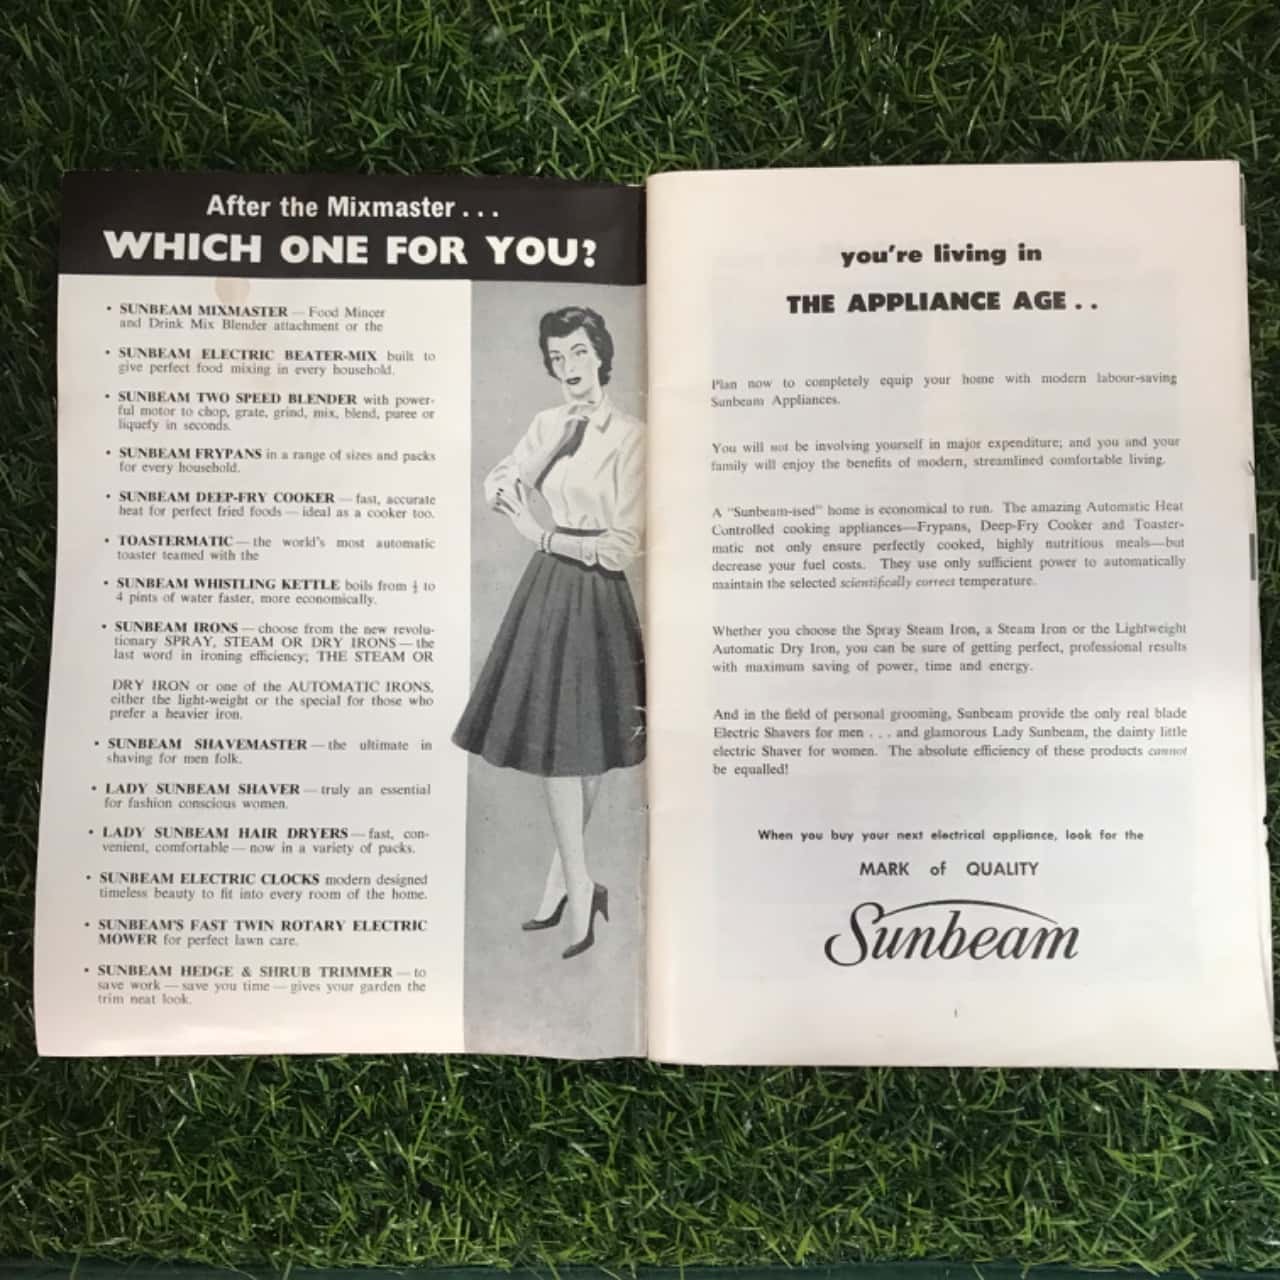 After the Mixmaster . . .
WHICH ONE FOR YOU?
• SUNBEAM MIXMASTER — Food Mincer
and Drink Mix Blender attachment or the
• SUNBEAM ELECTRIC BEATER-MIX built to
give perfect food mixing in every household.
• SUNBEAM TWO SPEED BLENDER with power-
ful motor to chop, grate, grind, mix, blend, puree or
liquefy in seconds.
• SUNBEAM FRYPANS in a range of sizes and packs
for every household.
• SUNBEAM DEEP-FRY COOKER — fast, accurate
heat for perfect fried foods — ideal as a cooker too.
• TOASTERMATIC — the world's most automatic
toaster teamed with the
• SUNBEAM WHISTLING KETTLE boils from ½ to
4 pints of water faster, more economically.
• SUNBEAM IRONS — choose from the new revolu-
tionary SPRAY, STEAM OR DRY IRONS — the
last word in ironing efficiency; THE STEAM OR
DRY IRON or one of the AUTOMATIC IRONS,
either the light-weight or the special for those who
prefer a heavier iron.
• SUNBEAM SHAVEMASTER — the ultimate in
shaving for men folk.
• LADY SUNBEAM SHAVER — truly an essential
for fashion conscious women.
• LADY SUNBEAM HAIR DRYERS — fast, con-
venient, comfortable — now in a variety of packs.
• SUNBEAM ELECTRIC CLOCKS modern designed
timeless beauty to fit into every room of the home.
• SUNBEAM'S FAST TWIN ROTARY ELECTRIC
MOWER for perfect lawn care.
• SUNBEAM HEDGE & SHRUB TRIMMER — to
save work — save you time — gives your garden the
trim neat look.
you're living in
THE APPLIANCE AGE . .
Plan now to completely equip your home with modern labour-saving
Sunbeam Appliances.
You will not be involving yourself in major expenditure; and you and your
family will enjoy the benefits of modern, streamlined comfortable living.
A "Sunbeam-ised" home is economical to run. The amazing Automatic Heat
Controlled cooking appliances—Frypans, Deep-Fry Cooker and Toaster-
matic not only ensure perfectly cooked, highly nutritious meals—but
decrease your fuel costs. They use only sufficient power to automatically
maintain the selected scientifically correct temperature.
Whether you choose the Spray Steam Iron, a Steam Iron or the Lightweight
Automatic Dry Iron, you can be sure of getting perfect, professional results
with maximum saving of power, time and energy.
And in the field of personal grooming, Sunbeam provide the only real blade
Electric Shavers for men . . . and glamorous Lady Sunbeam, the dainty little
electric Shaver for women. The absolute efficiency of these products cannot
be equalled!
When you buy your next electrical appliance, look for the
MARK of QUALITY
Sunbeam
1